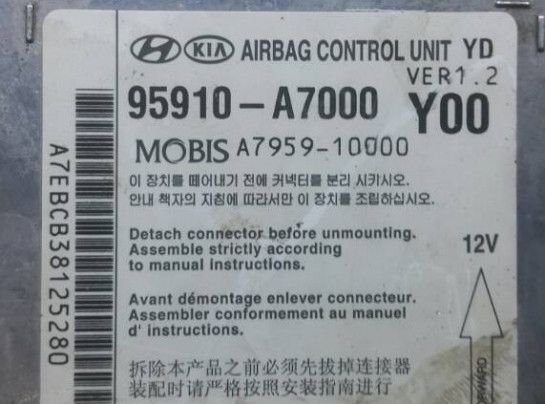 KIA AIRBAG CONTROL UNIT YD
VER1.2
95910-A7000 Y00
MOBIS A7959-10000
이 장치를 떼어내기 전에 커넥터를 분리 시키시오.
안내 책자의 지침에 따라서만 이 장치를 조립하십시오.
Detach connector before unmounting.
Assemble strictly according
to manual instructions.
12V
Avant démontage enlever connecteur.
Assembler conformement au manuel
d' instructions.
拆除本产品之前必须先拔掉连接器
装配时请严格按照安装指南进行
FORWARD
A7EBCB38125280